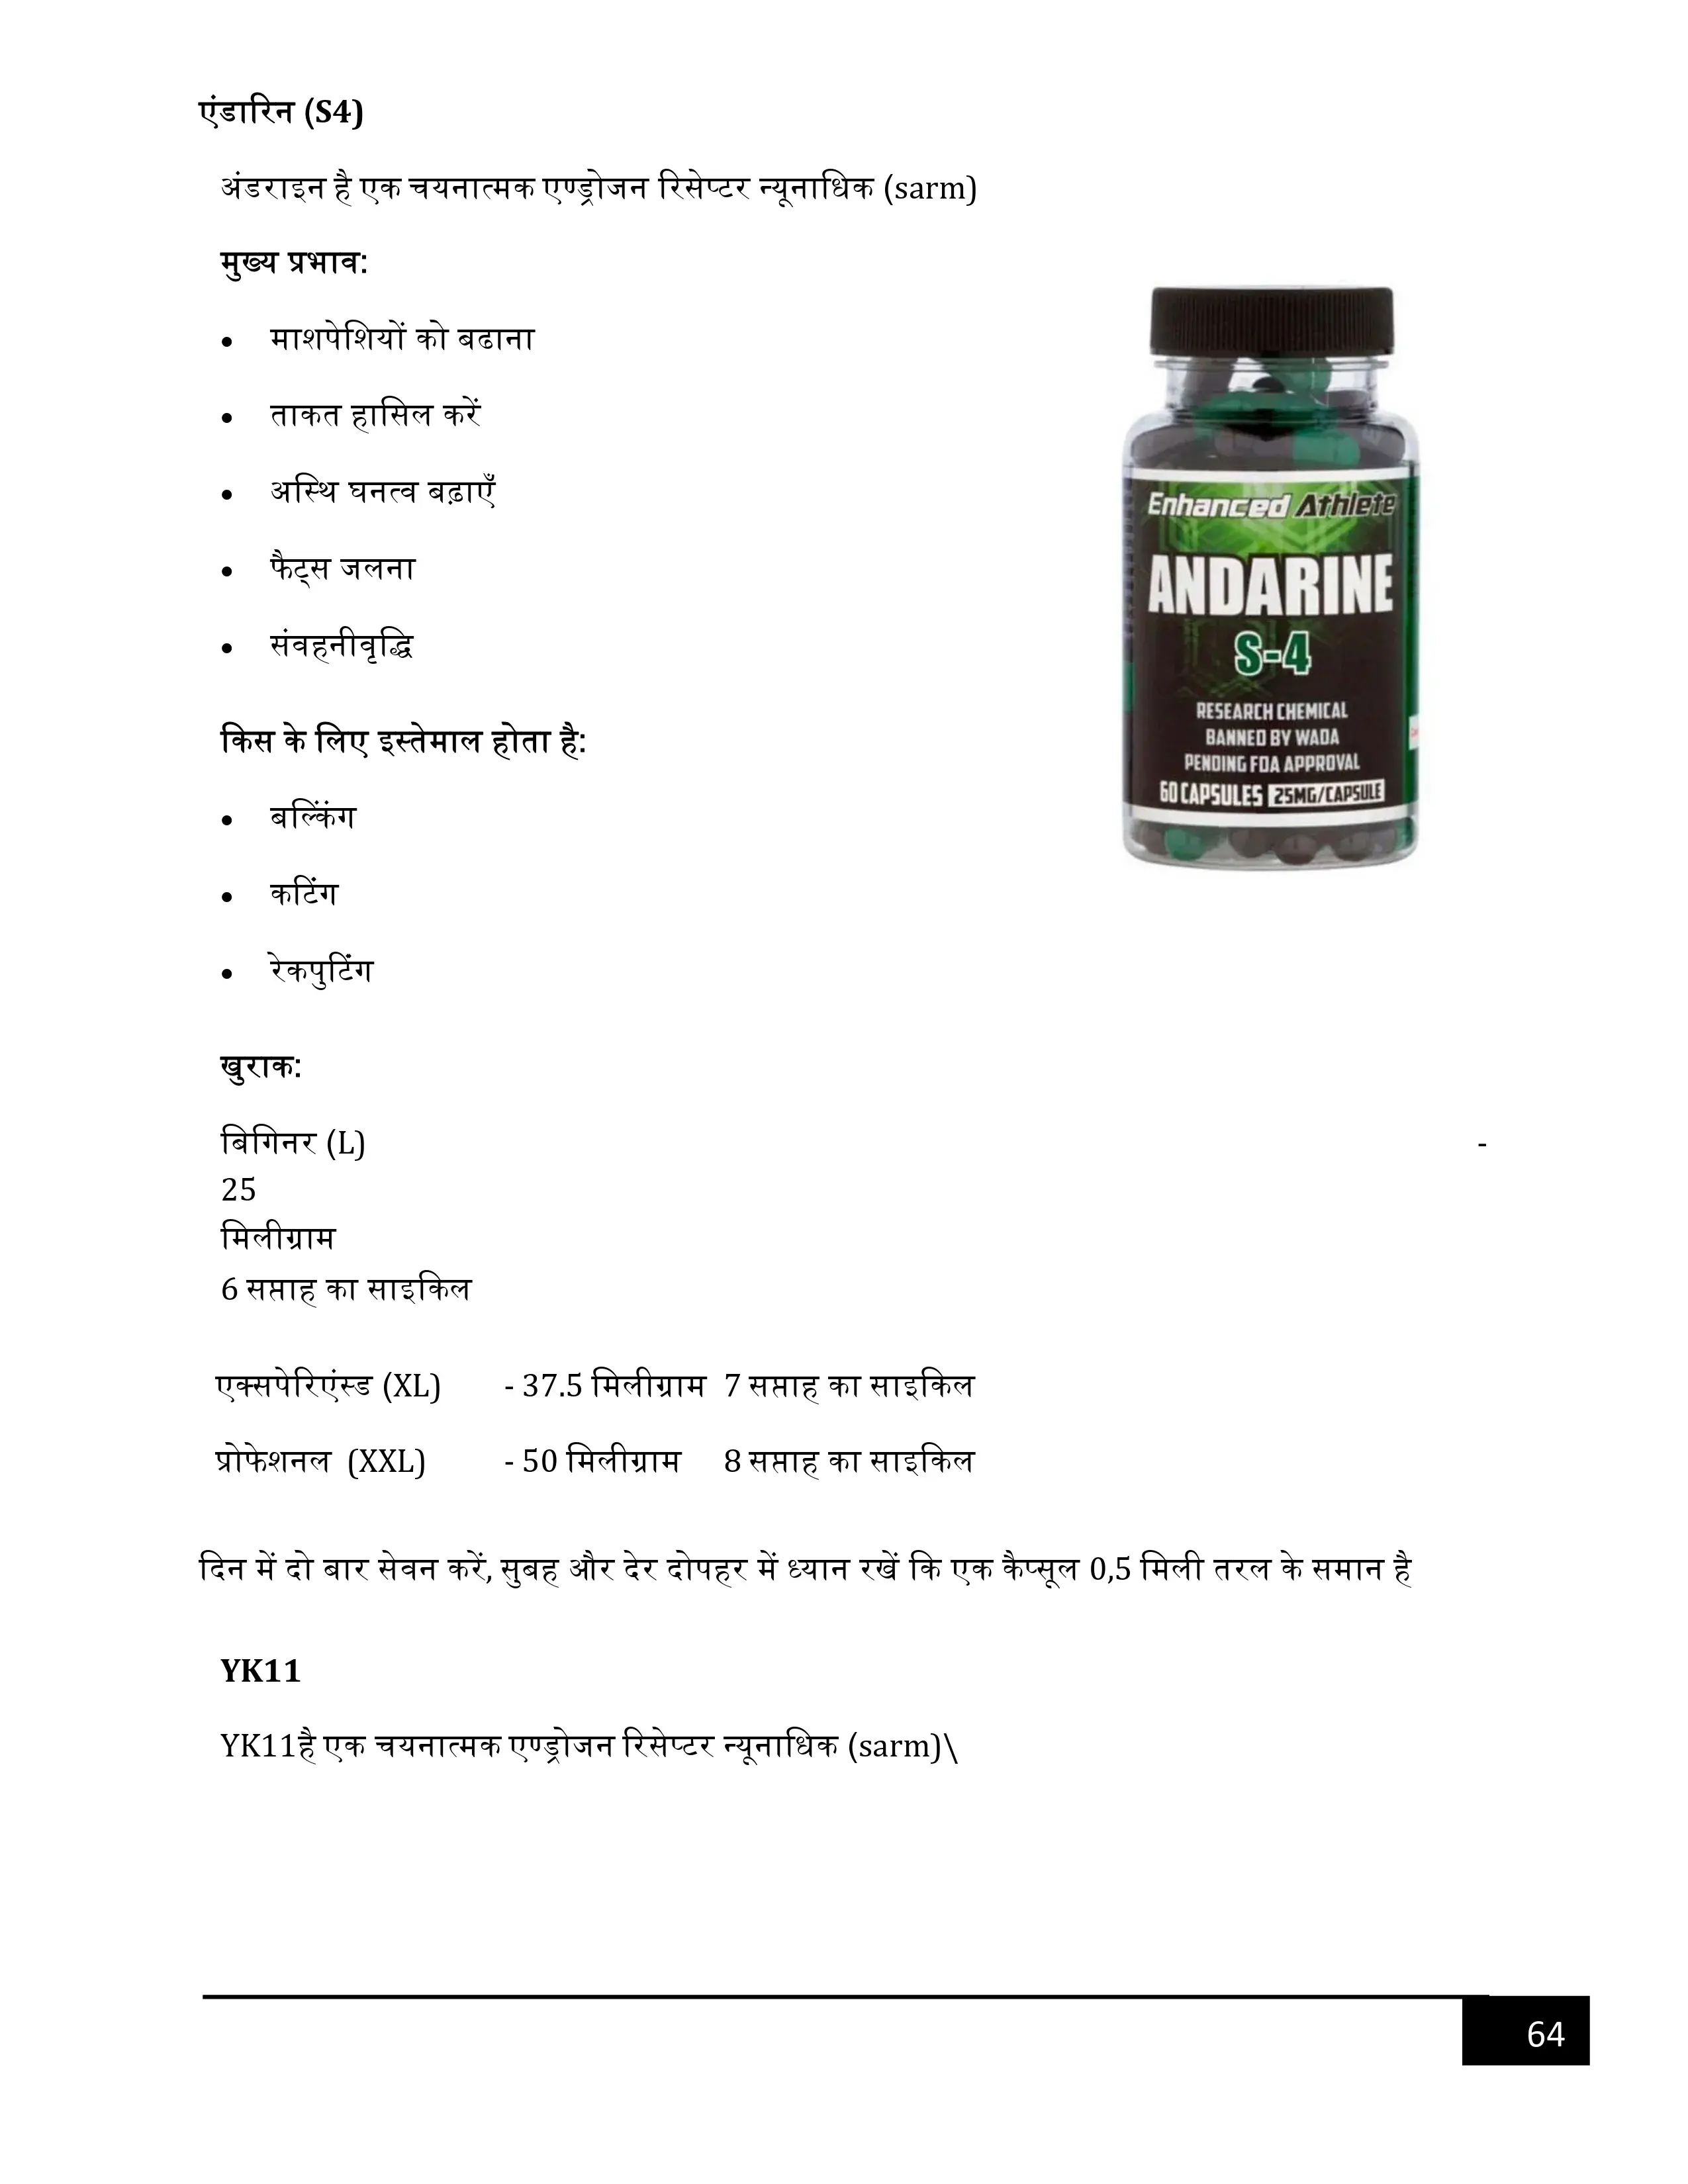 एंडारिन (S4)
अंडराइन है एक चयनात्मक एण्ड्रोजन रिसेप्टर न्यूनाधिक (sarm)
मुख्य प्रभाव:
• माशपेशियों को बढाना
• ताकत हासिल करें
• अस्थि घनत्व बढ़ाएँ
• फैट्स जलना
• संवहनीवृद्धि
Enhanced Athlete
ANDARINE
S-4
RESEARCH CHEMICAL
BANNED BY WADA
PENDING FDA APPROVAL
60 CAPSULES 25MG/CAPSULE
किस के लिए इस्तेमाल होता है:
• बल्किंग
• कटिंग
• रेकपुटिंग
खुराक:
बिगिनर (L) -
25
मिलीग्राम
6 सप्ताह का साइकिल
एक्सपेरिएंस्ड (XL) - 37.5 मिलीग्राम 7 सप्ताह का साइकिल
प्रोफेशनल (XXL) - 50 मिलीग्राम 8 सप्ताह का साइकिल
दिन में दो बार सेवन करें, सुबह और देर दोपहर में ध्यान रखें कि एक कैप्सूल 0,5 मिली तरल के समान है
YK11
YK11है एक चयनात्मक एण्ड्रोजन रिसेप्टर न्यूनाधिक (sarm)\
64